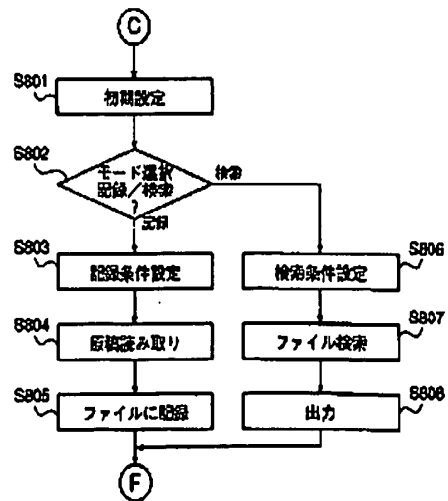 C
S801
初期設定
S802
モード選択
記録／検索
?
検索
記録
S803
記録条件設定
S804
原稿読み取り
S805
ファイルに記録
S806
検索条件設定
S807
ファイル検索
S808
出力
F